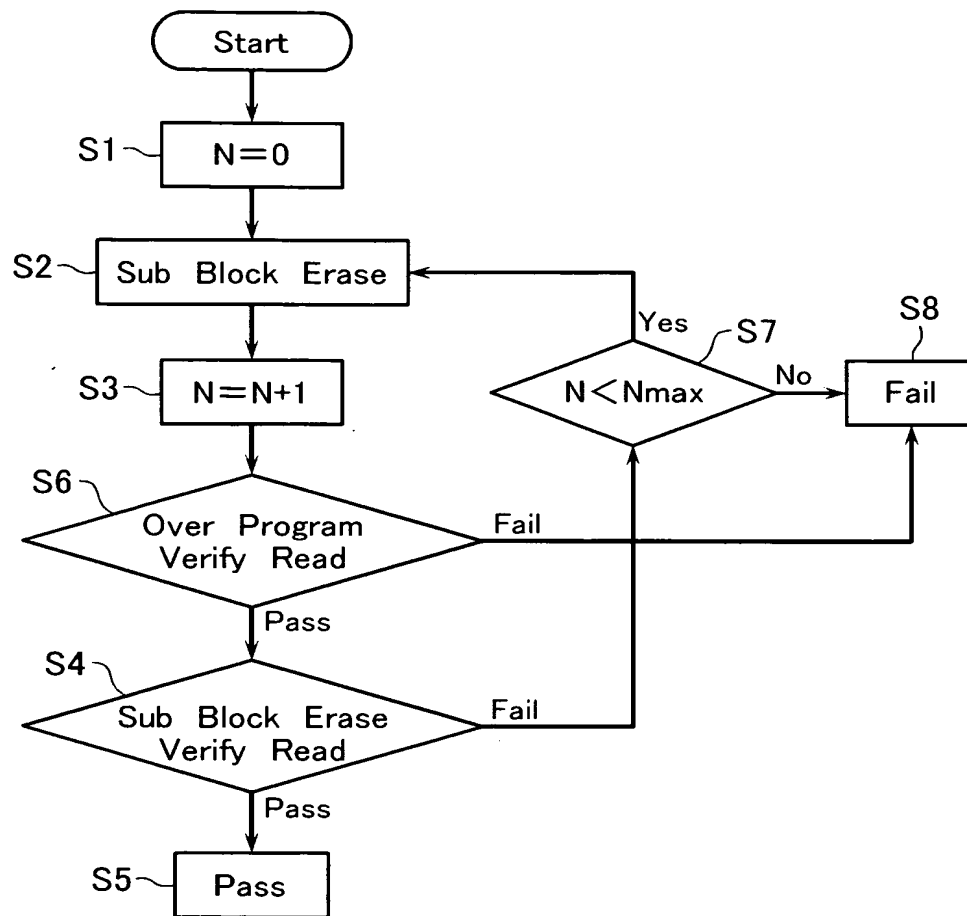 Start
S1
N=0
S2
Sub Block Erase
S3
N=N+1
Yes
S7
N<Nmax
No
S8
Fail
S6
Over Program
Verify Read
Fail
Pass
S4
Sub Block Erase
Verify Read
Fail
Pass
S5
Pass